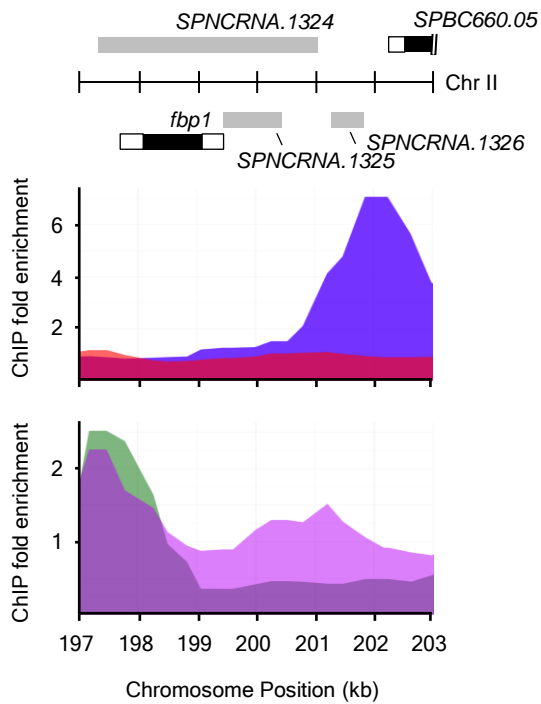 SPNCRNA.1324
SPBC660.05
Chr II
fbp1
SPNCRNA.1326
SPNCRNA.1325
ChIP fold enrichment
6
4
2
ChIP fold enrichment
2
1
197 198 199 200 201 202 203
Chromosome Position (kb)